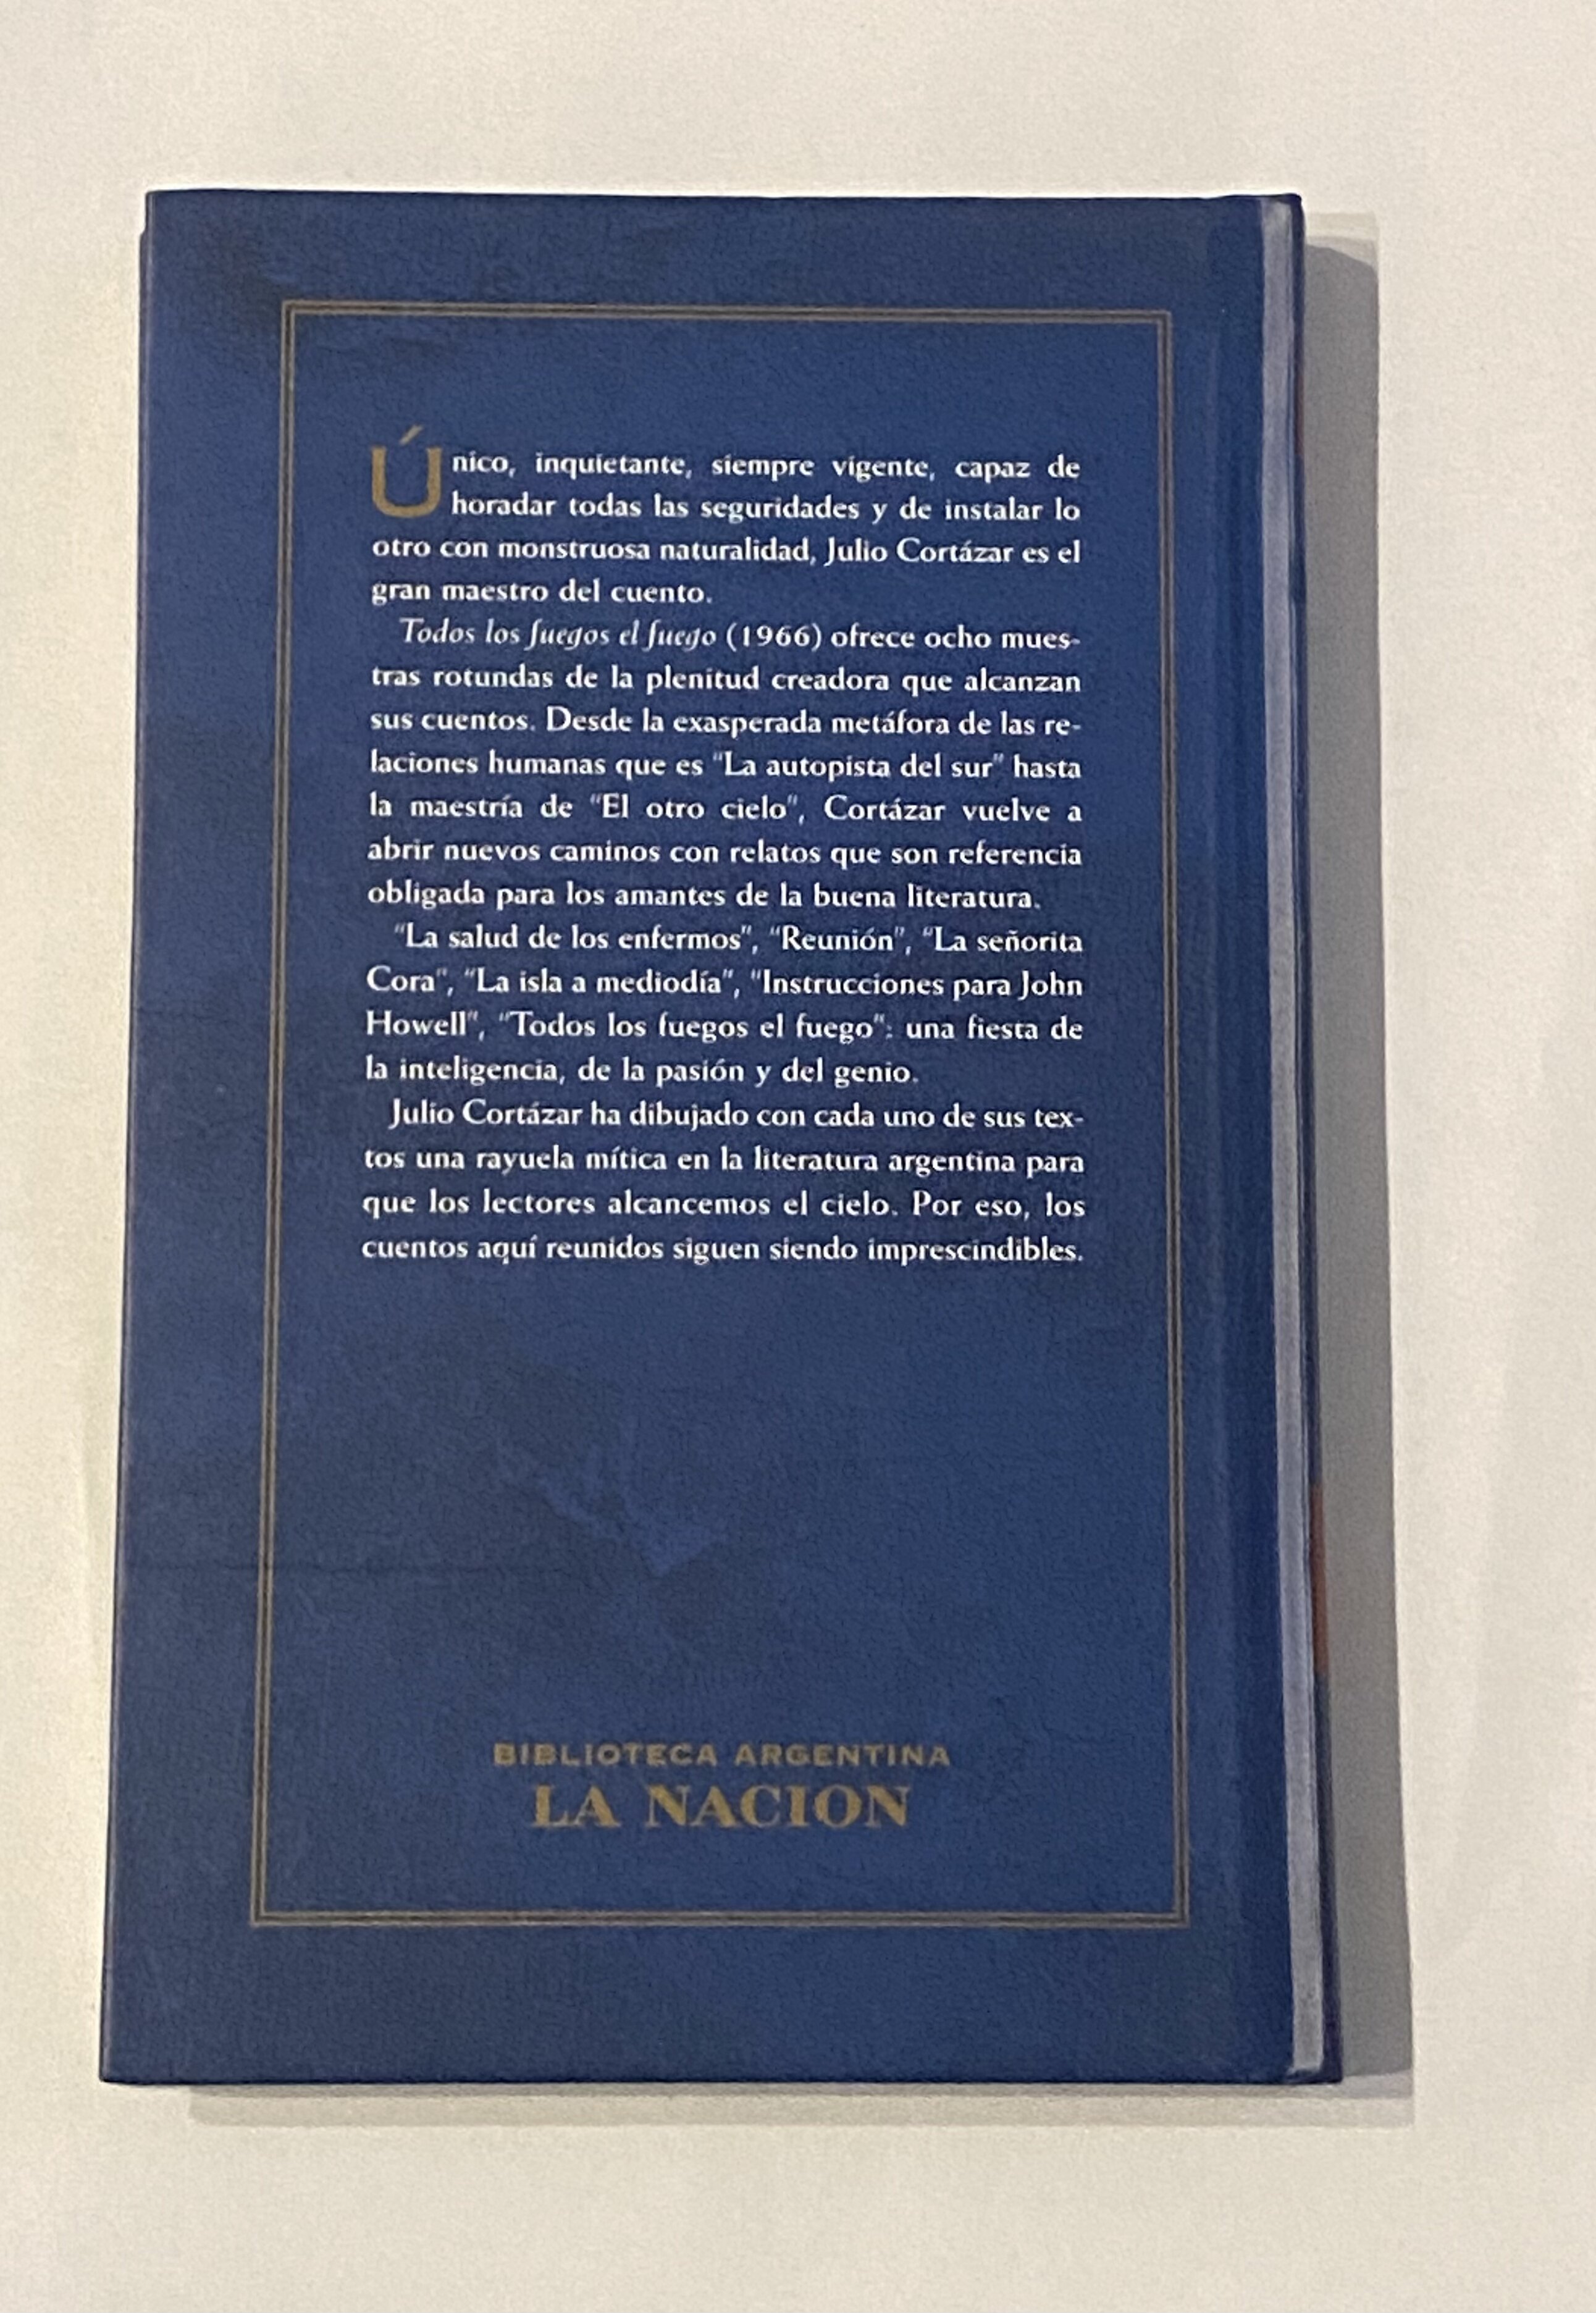 Único, inquietante, siempre vigente, capaz de
horadar todas las seguridades y de instalar lo
otro con monstruosa naturalidad, Julio Cortázar es el
gran maestro del cuento.
Todos los fuegos el fuego (1966) ofrece ocho mues-
tras rotundas de la plenitud creadora que alcanzan
sus cuentos. Desde la exasperada metáfora de las re-
laciones humanas que es "La autopista del sur" hasta
la maestría de "El otro cielo", Cortázar vuelve a
abrir nuevos caminos con relatos que son referencia
obligada para los amantes de la buena literatura.
"La salud de los enfermos", "Reunión", "La señorita
Cora", "La isla a mediodía", "Instrucciones para John
Howell", "Todos los fuegos el fuego": una fiesta de
la inteligencia, de la pasión y del genio.
Julio Cortázar ha dibujado con cada uno de sus tex-
tos una rayuela mítica en la literatura argentina para
que los lectores alcancemos el cielo. Por eso, los
cuentos aquí reunidos siguen siendo imprescindibles.
BIBLIOTECA ARGENTINA
LA NACION